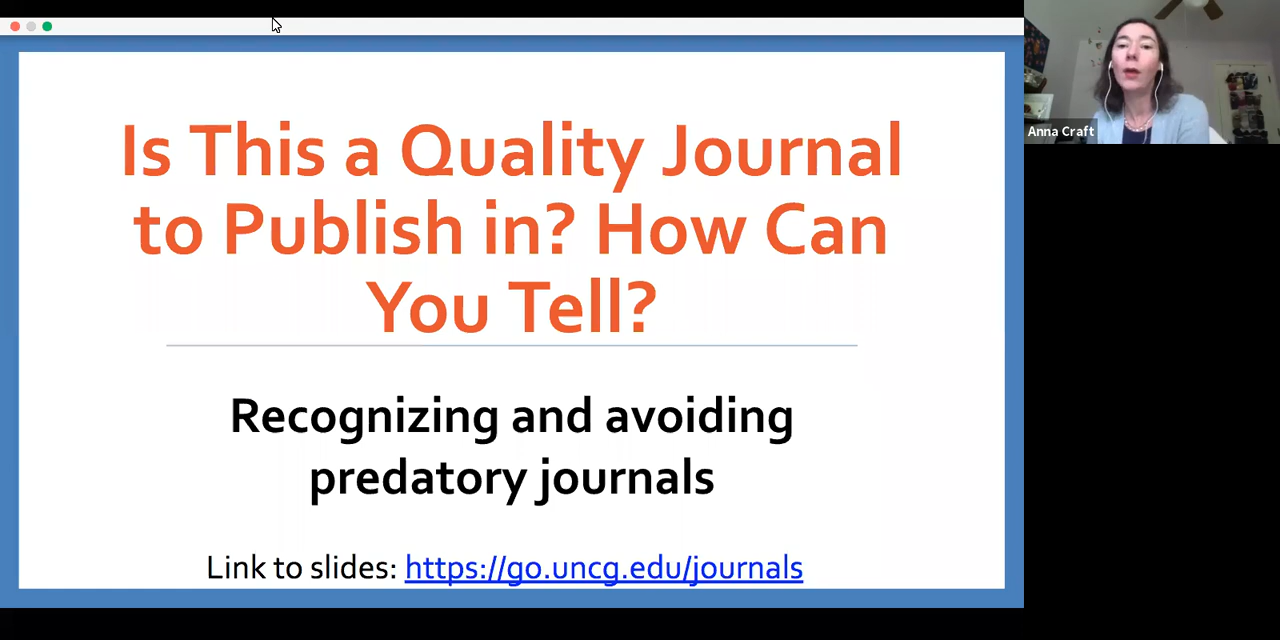 Is This a Quality Journal
to Publish in? How Can
You Tell?
Recognizing and avoiding
predatory journals
Link to slides: https://go.uncg.edu/journals
Anna Craft